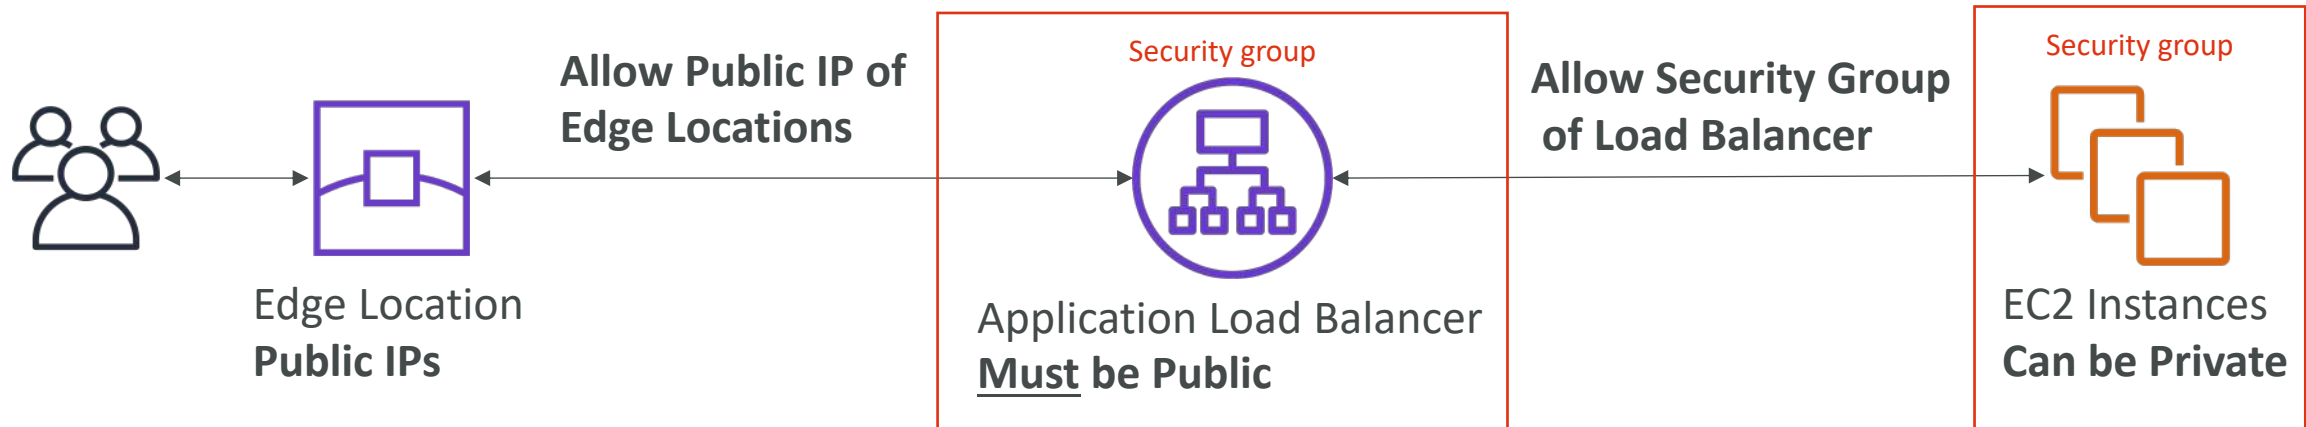 Allow Public IP of
Edge Locations
Security group
Allow Security Group
of Load Balancer
Security group
Edge Location
Public IPs
Application Load Balancer
Must be Public
EC2 Instances
Can be Private